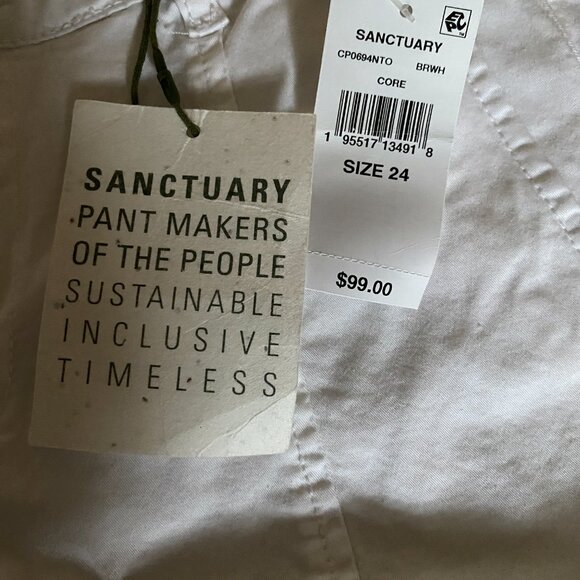 SANCTUARY
PANT MAKERS
OF THE PEOPLE
SUSTAINABLE
INCLUSIVE
TIMELESS
SANCTUARY
CP0694NTO BRWH
CORE
1 95517 13491 8
SIZE 24
$99.00